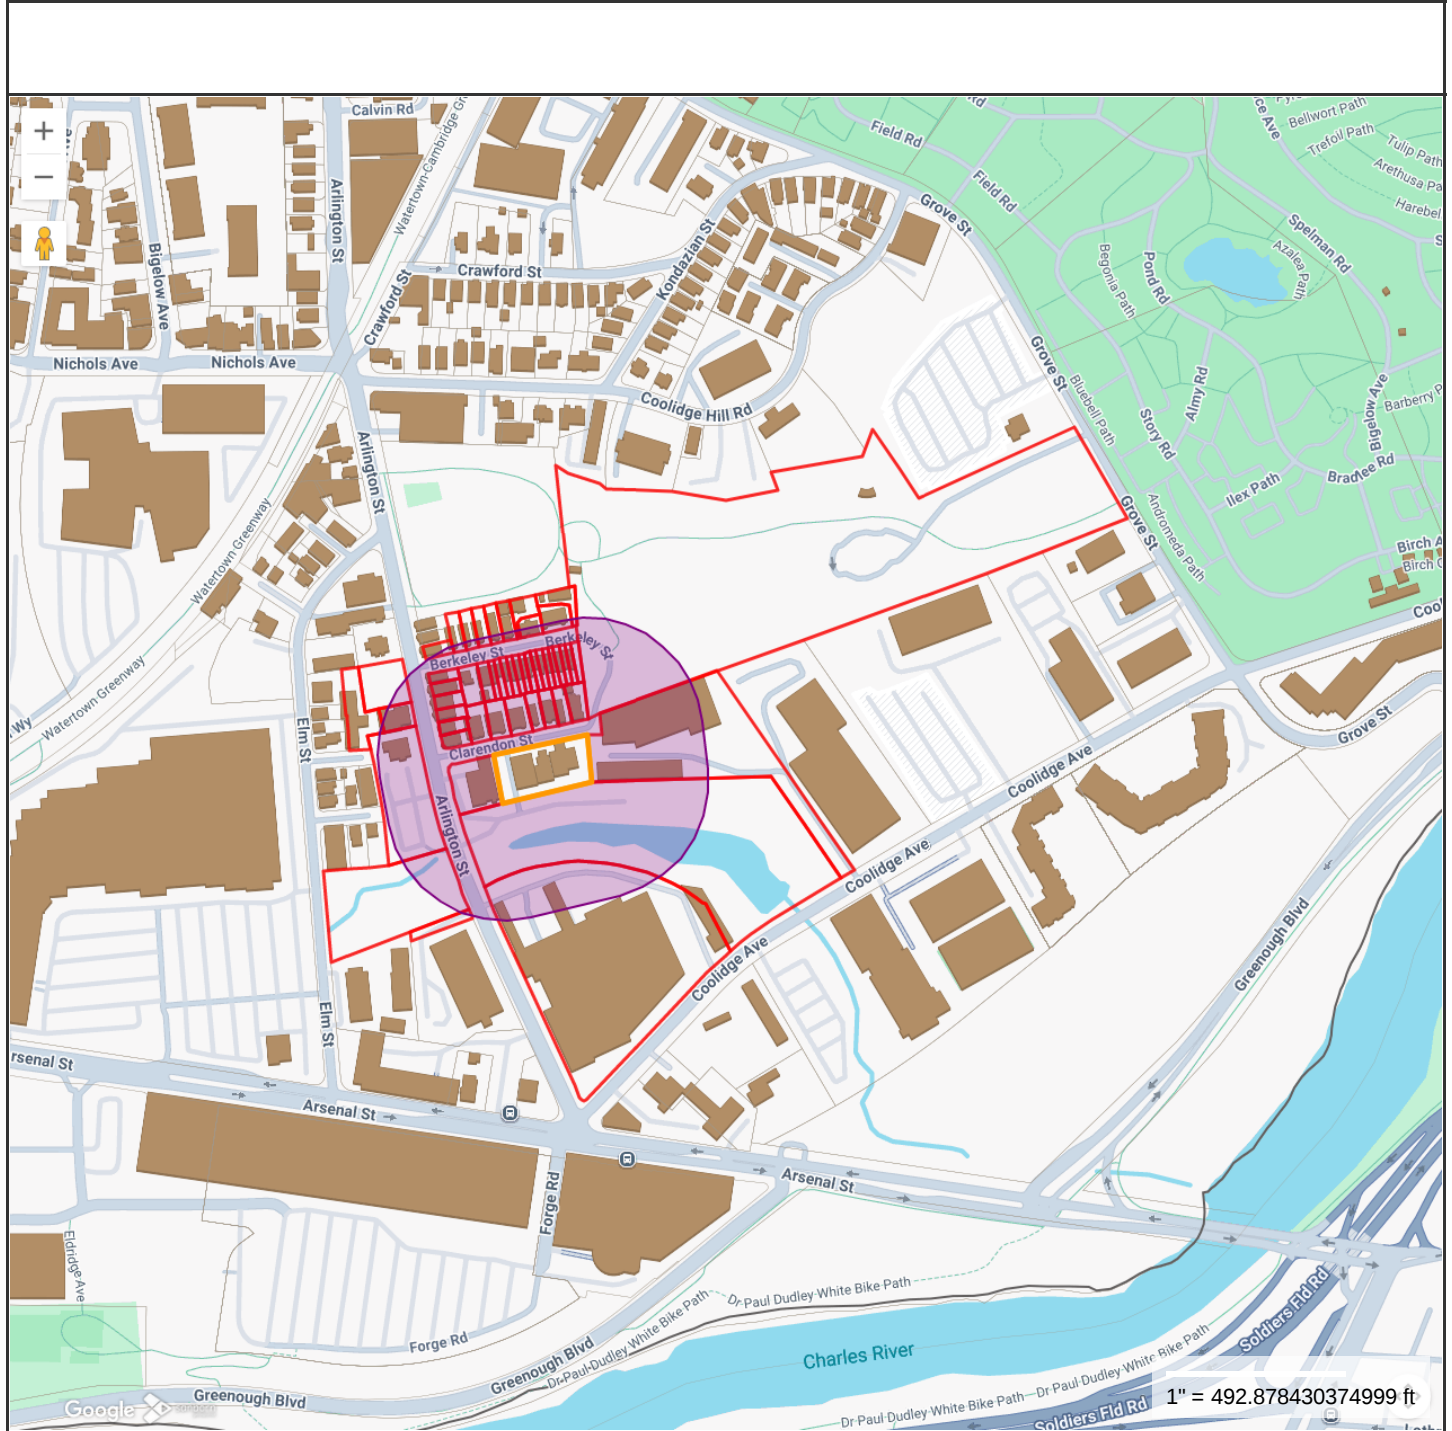 Calvin Rd
Field Rd
Bellwort Path
Trefoil Path
Tulip Path
Arethusa Pa
Harebel
Watertown-Cambridge Gr
Arlington St
Field Rd
Grove St
Spelman Rd
Azalea Path
Bigelow Ave
Crawford St
Kondazian St
Begonia Path
Pond Rd
Crawford St
Nichols Ave
Nichols Ave
Grove St
Bluebell Path
Almy Rd
Bigelow Ave
Barberry P
Coolidge Hill Rd
Story Rd
Arlington St
Bradlee Rd
Ilex Path
Watertown Greenway
Grove St
Andromeda Path
Birch A
Birch
Cool
Berkeley St
Berkeley St
Watertown Greenway
Wy
Elm St
Clarendon St
Grove St
Coolidge Ave
Arlington St
Coolidge Ave
Greenough Blvd
Coolidge Ave
Elm St
rsenal St
Arsenal St
Arsenal St
Forge Rd
Eldridge Ave
Dr Paul Dudley White Bike Path
Soldiers Fld Rd
Forge Rd
Greenough Blvd
Dr Paul Dudley White Bike Path
Charles River
Dr Paul Dudley White Bike Path
Greenough Blvd
Google
1" = 492.878430374999 ft
Dr Paul Dudley White Bike Path
Soldiers Fld Rd